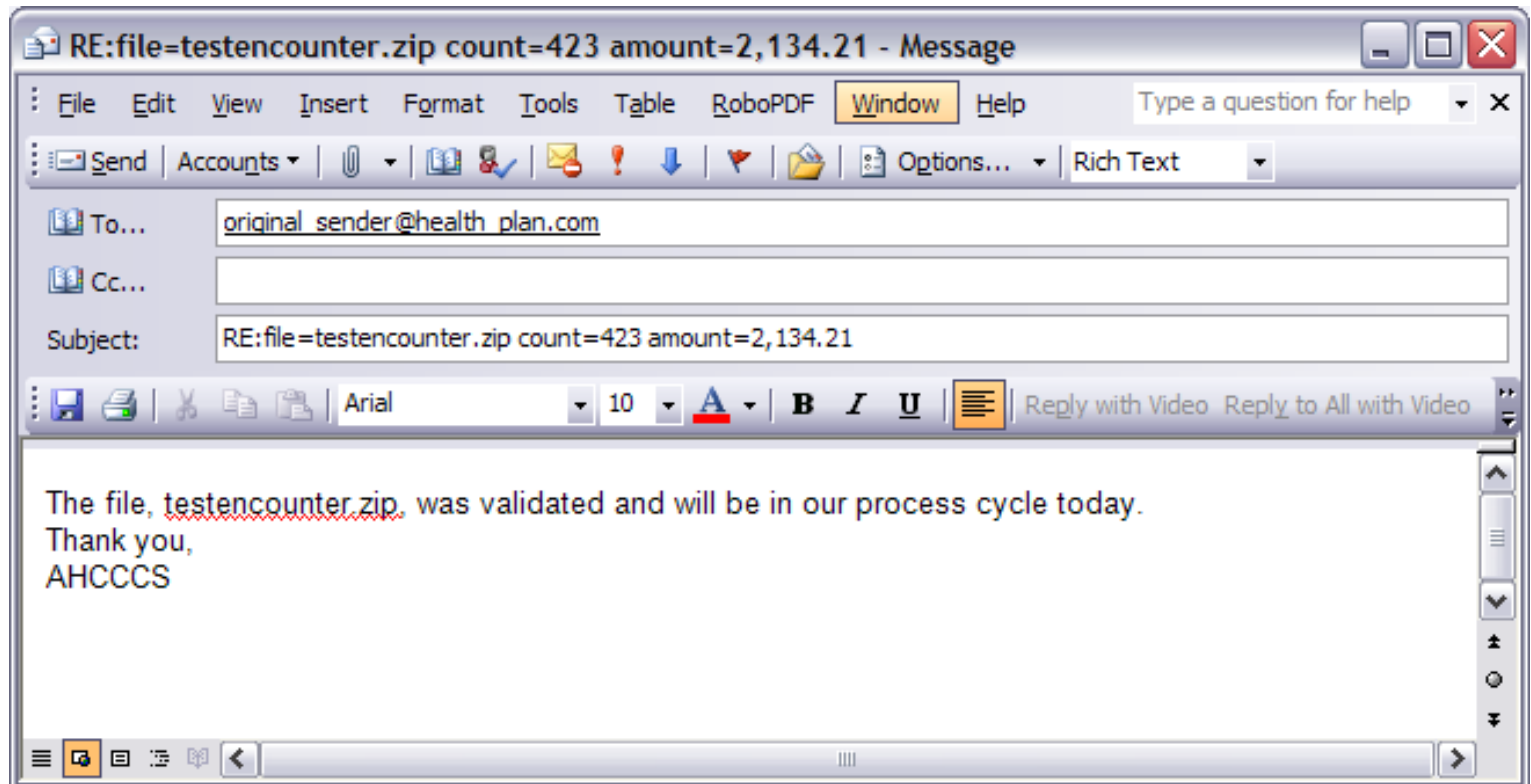 RE:file=testencounter.zip count=423 amount=2,134.21 - Message
File Edit View Insert Format Tools Table RoboPDF Window Help Type a question for help
Send Accounts Options... Rich Text
To... original_sender@health_plan.com
Cc...
Subject: RE:file=testencounter.zip count=423 amount=2,134.21
Arial 10 A B I U Reply with Video Reply to All with Video
The file, testencounter.zip, was validated and will be in our process cycle today.
Thank you,
AHCCCS